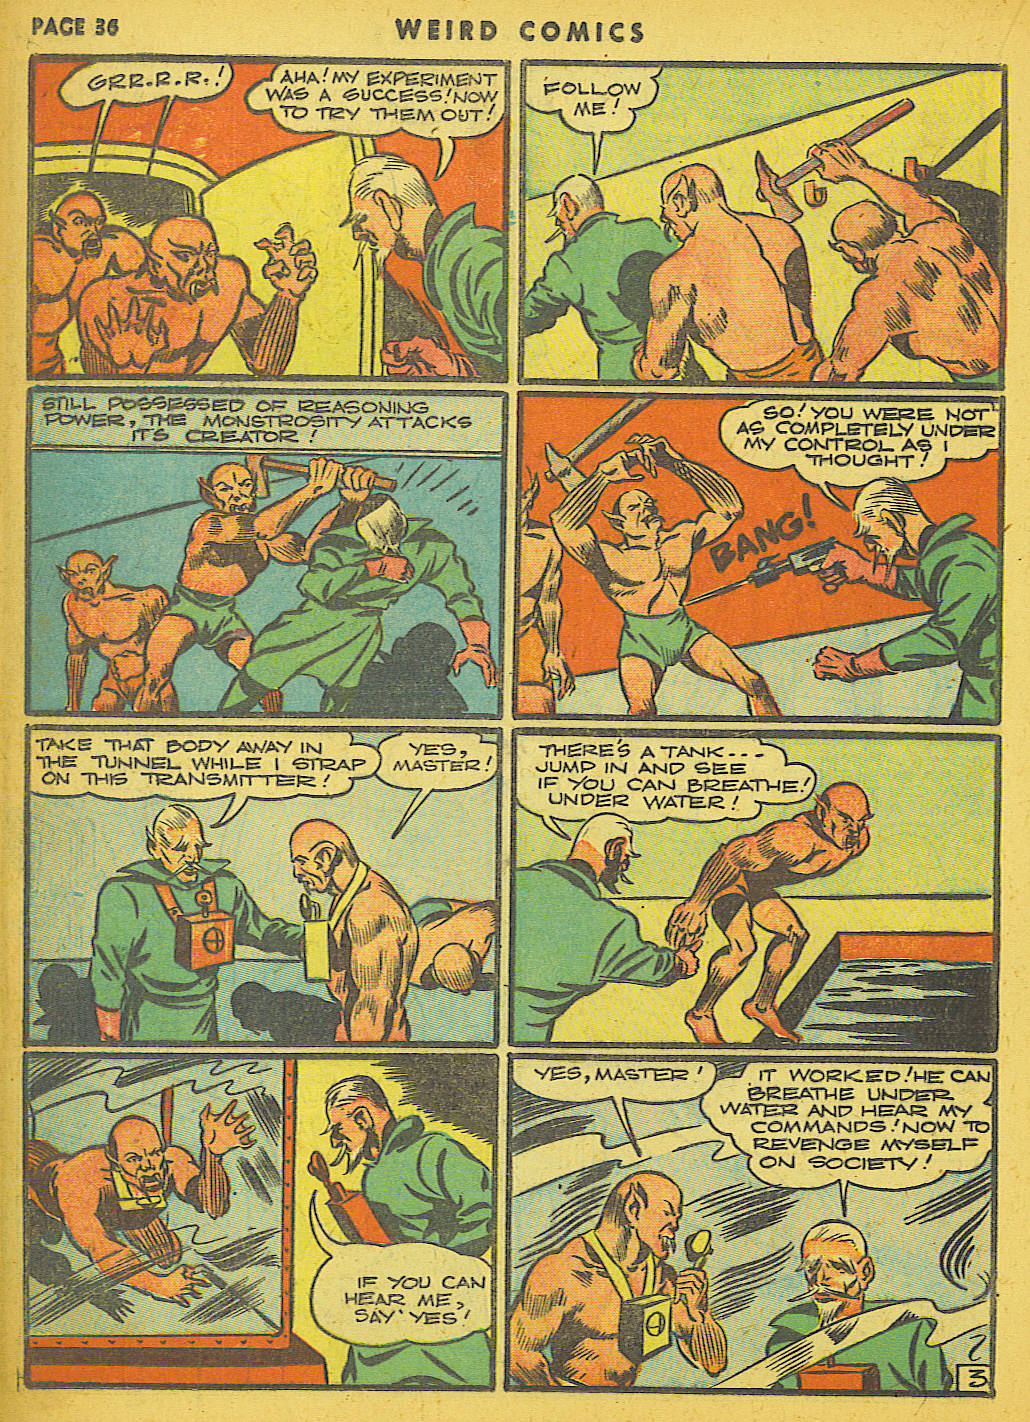 PAGE 36
WEIRD COMICS
GRR.R.R.!
AHA! MY EXPERIMENT
WAS A SUCCESS! NOW
TO TRY THEM OUT!
FOLLOW
ME!
STILL POSSESSED OF REASONING
POWER, THE MONSTROSITY ATTACKS
IT'S CREATOR!
SO! YOU WERE NOT
AS COMPLETELY UNDER
MY CONTROL AS I
THOUGHT!
BANG!
TAKE THAT BODY AWAY IN
THE TUNNEL WHILE I STRAP
ON THIS TRANSMITTER!
YES,
MASTER!
THERE'S A TANK---
JUMP IN AND SEE
IF YOU CAN BREATHE!
UNDER WATER!
IF YOU CAN
HEAR ME,
SAY 'YES!'
YES, MASTER!
IT WORKED! HE CAN
BREATHE UNDER
WATER AND HEAR MY
COMMANDS! NOW TO
REVENGE MYSELF
ON SOCIETY!
3